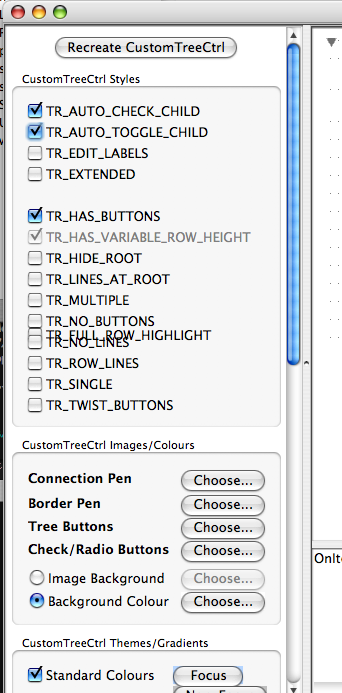 Recreate CustomTreeCtrl
CustomTreeCtrl Styles
TR_AUTO_CHECK_CHILD
TR_AUTO_TOGGLE_CHILD
TR_EDIT_LABELS
TR_EXTENDED
TR_HAS_BUTTONS
TR_HAS_VARIABLE_ROW_HEIGHT
TR_HIDE_ROOT
TR_LINES_AT_ROOT
TR_MULTIPLE
TR_NO_BUTTONS
TR_FULL_ROW_HIGHLIGHT
TR_NO_LINES
TR_ROW_LINES
TR_SINGLE
TR_TWIST_BUTTONS
CustomTreeCtrl Images/Colours
Connection Pen Choose...
Border Pen Choose...
Tree Buttons Choose...
Check/Radio Buttons Choose...
Image Background Choose...
Background Colour Choose...
OnIte
CustomTreeCtrl Themes/Gradients
Standard Colours Focus